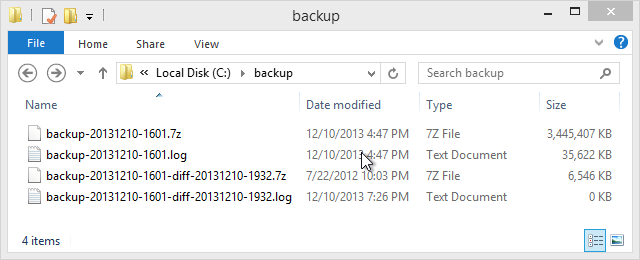 backup
File Home Share View
Local Disk (C:) backup Search backup
Name Date modified Type Size
backup-20131210-1601.7z 12/10/2013 4:47 PM 7Z File 3,445,407 KB
backup-20131210-1601.log 12/10/2013 4:47 PM Text Document 35,622 KB
backup-20131210-1601-diff-20131210-1932.7z 7/22/2012 10:03 PM 7Z File 6,546 KB
backup-20131210-1601-diff-20131210-1932.log 12/10/2013 7:26 PM Text Document 0 KB
4 items